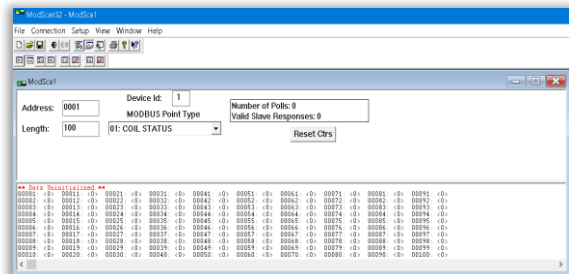 ModScan32 - ModSca1
File Connection Setup View Window Help
ModSca1
Address: 0001
Device Id: 1
MODBUS Point Type
Length: 100
01: COIL STATUS
Number of Polls: 0
Valid Slave Responses: 0
Reset Ctrs
** Data Uninitialized **
00001: <0> 00011: <0> 00021: <0> 00031: <0> 00041: <0> 00051: <0> 00061: <0> 00071: <0> 00081: <0> 00091: <0>
00002: <0> 00012: <0> 00022: <0> 00032: <0> 00042: <0> 00052: <0> 00062: <0> 00072: <0> 00082: <0> 00092: <0>
00003: <0> 00013: <0> 00023: <0> 00033: <0> 00043: <0> 00053: <0> 00063: <0> 00073: <0> 00083: <0> 00093: <0>
00004: <0> 00014: <0> 00024: <0> 00034: <0> 00044: <0> 00054: <0> 00064: <0> 00074: <0> 00084: <0> 00094: <0>
00005: <0> 00015: <0> 00025: <0> 00035: <0> 00045: <0> 00055: <0> 00065: <0> 00075: <0> 00085: <0> 00095: <0>
00006: <0> 00016: <0> 00026: <0> 00036: <0> 00046: <0> 00056: <0> 00066: <0> 00076: <0> 00086: <0> 00096: <0>
00007: <0> 00017: <0> 00027: <0> 00037: <0> 00047: <0> 00057: <0> 00067: <0> 00077: <0> 00087: <0> 00097: <0>
00008: <0> 00018: <0> 00028: <0> 00038: <0> 00048: <0> 00058: <0> 00068: <0> 00078: <0> 00088: <0> 00098: <0>
00009: <0> 00019: <0> 00029: <0> 00039: <0> 00049: <0> 00059: <0> 00069: <0> 00079: <0> 00089: <0> 00099: <0>
00010: <0> 00020: <0> 00030: <0> 00040: <0> 00050: <0> 00060: <0> 00070: <0> 00080: <0> 00090: <0> 00100: <0>